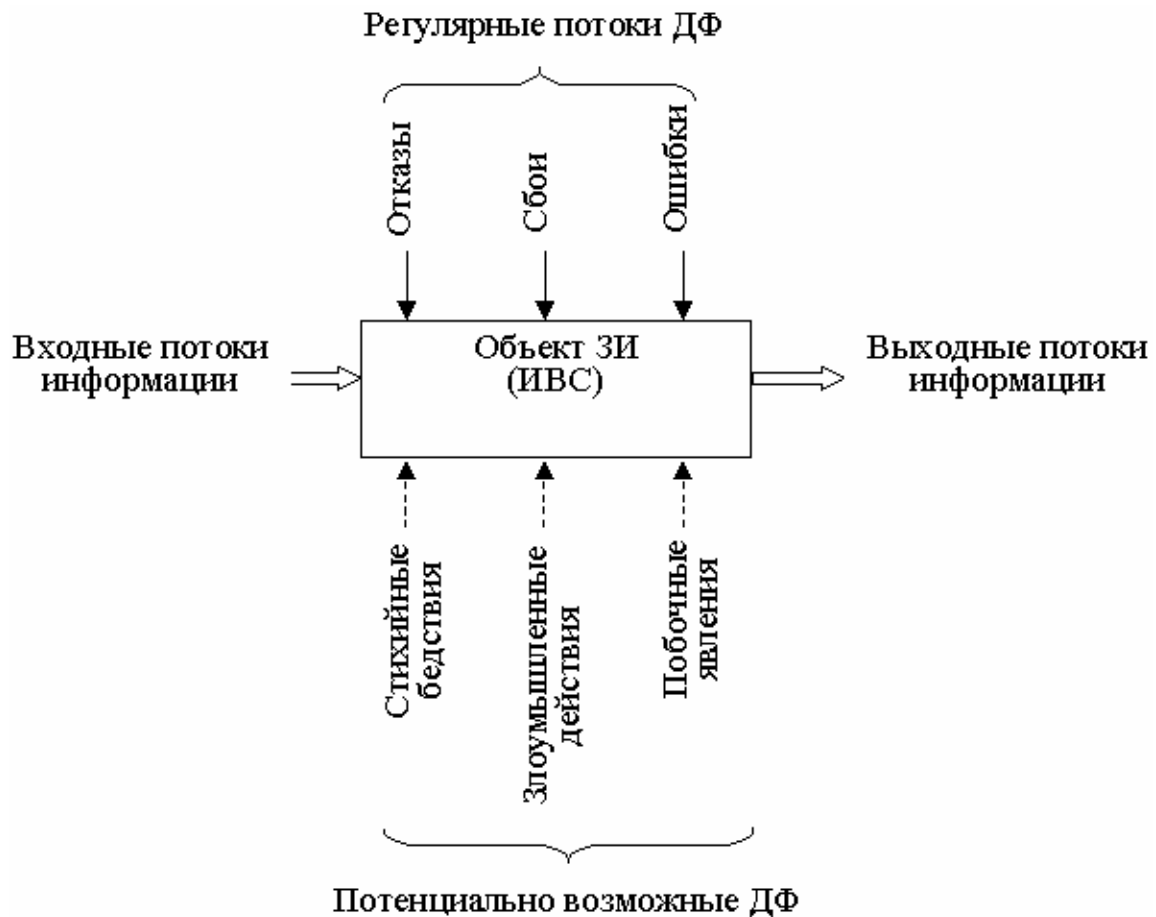 Регулярные потоки ДФ
Отказы
Сбои
Ошибки
Входные потоки
информации
Объект ЗИ
(ИВС)
Выходные потоки
информации
Стихийные
бедствия
Злоумышленные
действия
Побочные
явления
Потенциально возможные ДФ